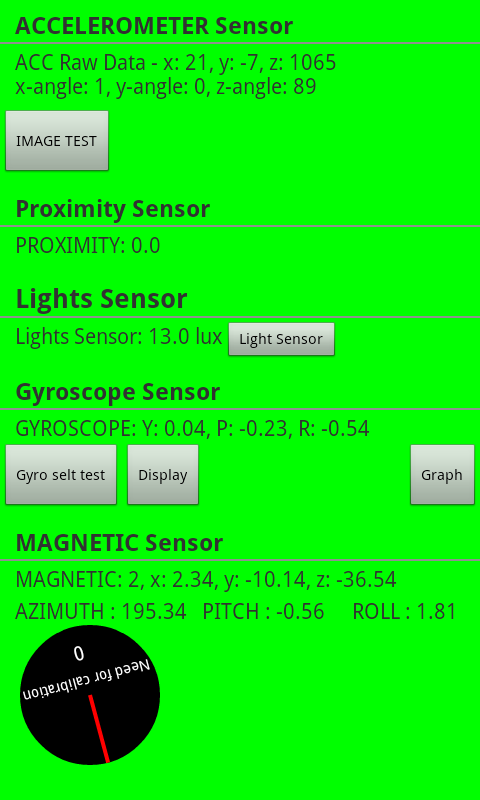 ACCELEROMETER Sensor
ACC Raw Data - x: 21, y: -7, z: 1065
x-angle: 1, y-angle: 0, z-angle: 89
IMAGE TEST
Proximity Sensor
PROXIMITY: 0.0
Lights Sensor
Lights Sensor: 13.0 lux Light Sensor
Gyroscope Sensor
GYROSCOPE: Y: 0.04, P: -0.23, R: -0.54
Gyro selt test Display Graph
MAGNETIC Sensor
MAGNETIC: 2, x: 2.34, y: -10.14, z: -36.54
AZIMUTH : 195.34 PITCH : -0.56 ROLL : 1.81
0
Need for calibration